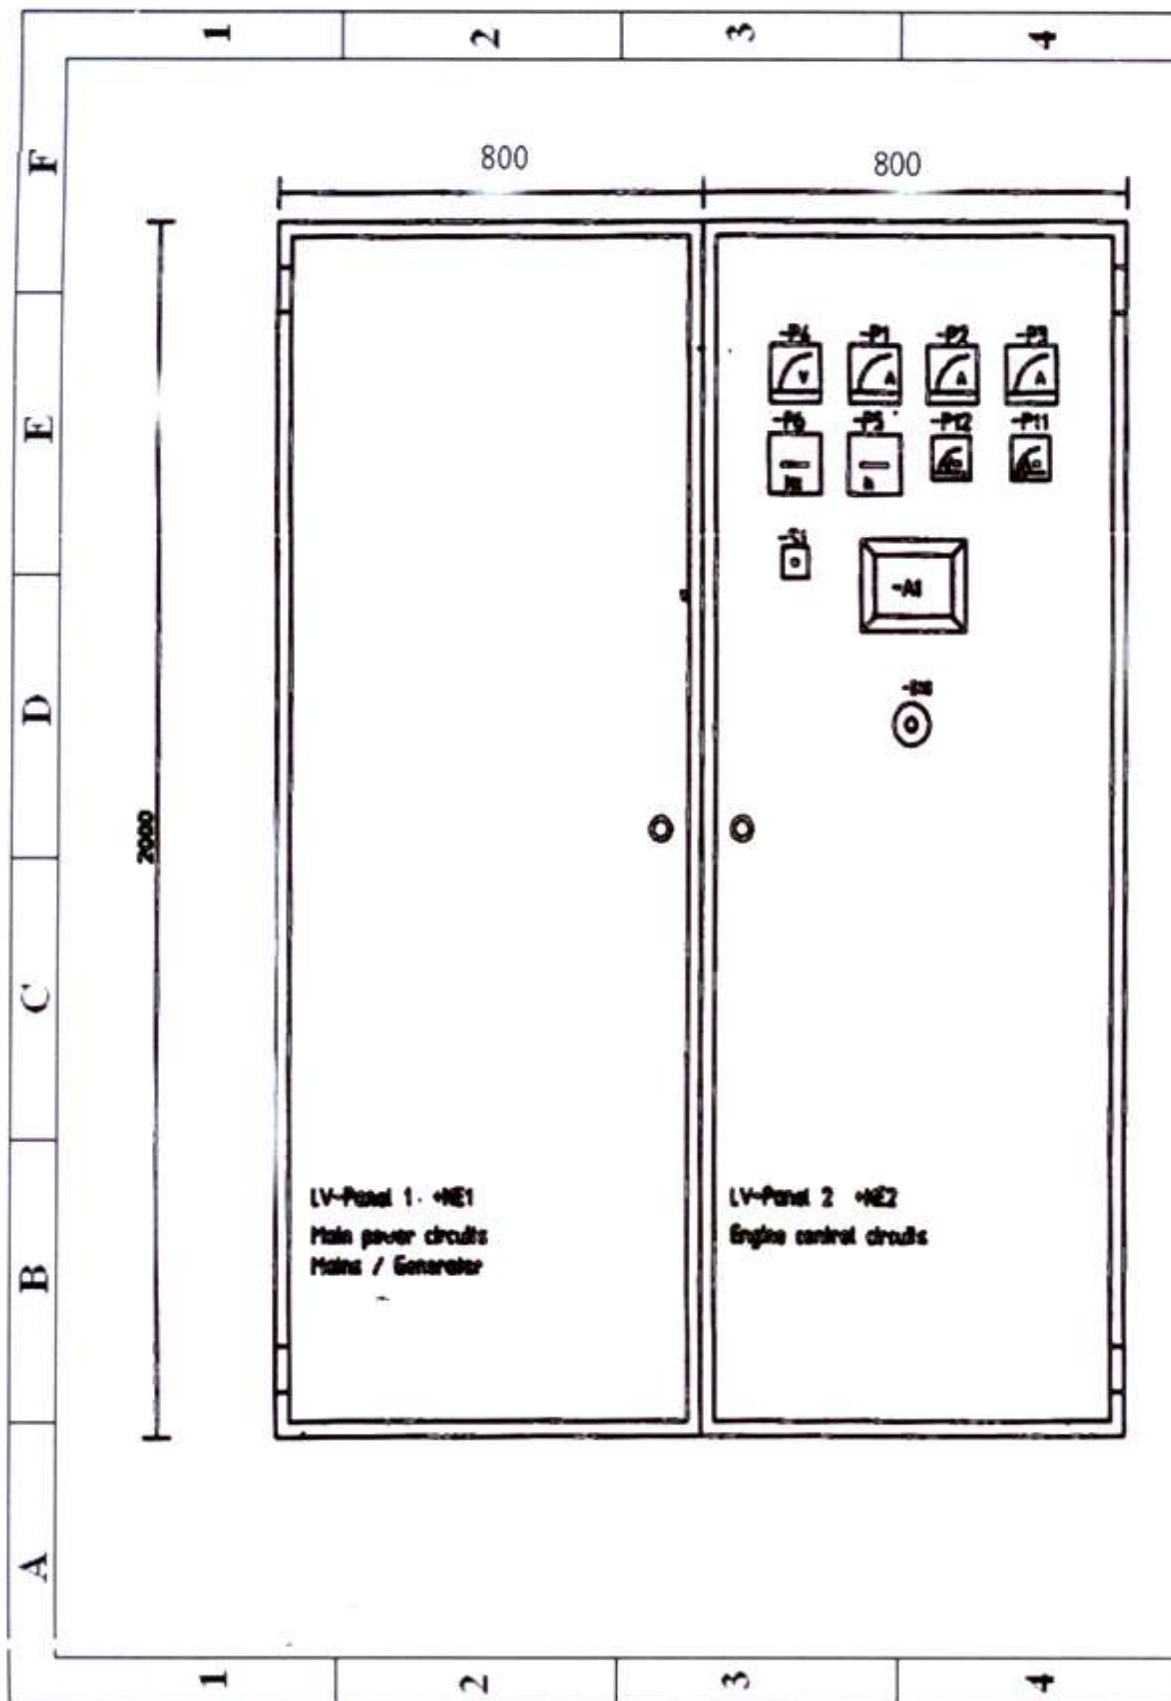 1 2 3 4
F
E
D
C
B
A
800 800
2000
-P4 -P1 -P2 -P3
V A A A
-P6 -P5 -P12 -P11
h
-A1
LV-Panel 1 +NE1
Main power circuits
Mains / Generator
LV-Panel 2 +NE2
Engine control circuits
1 2 3 4